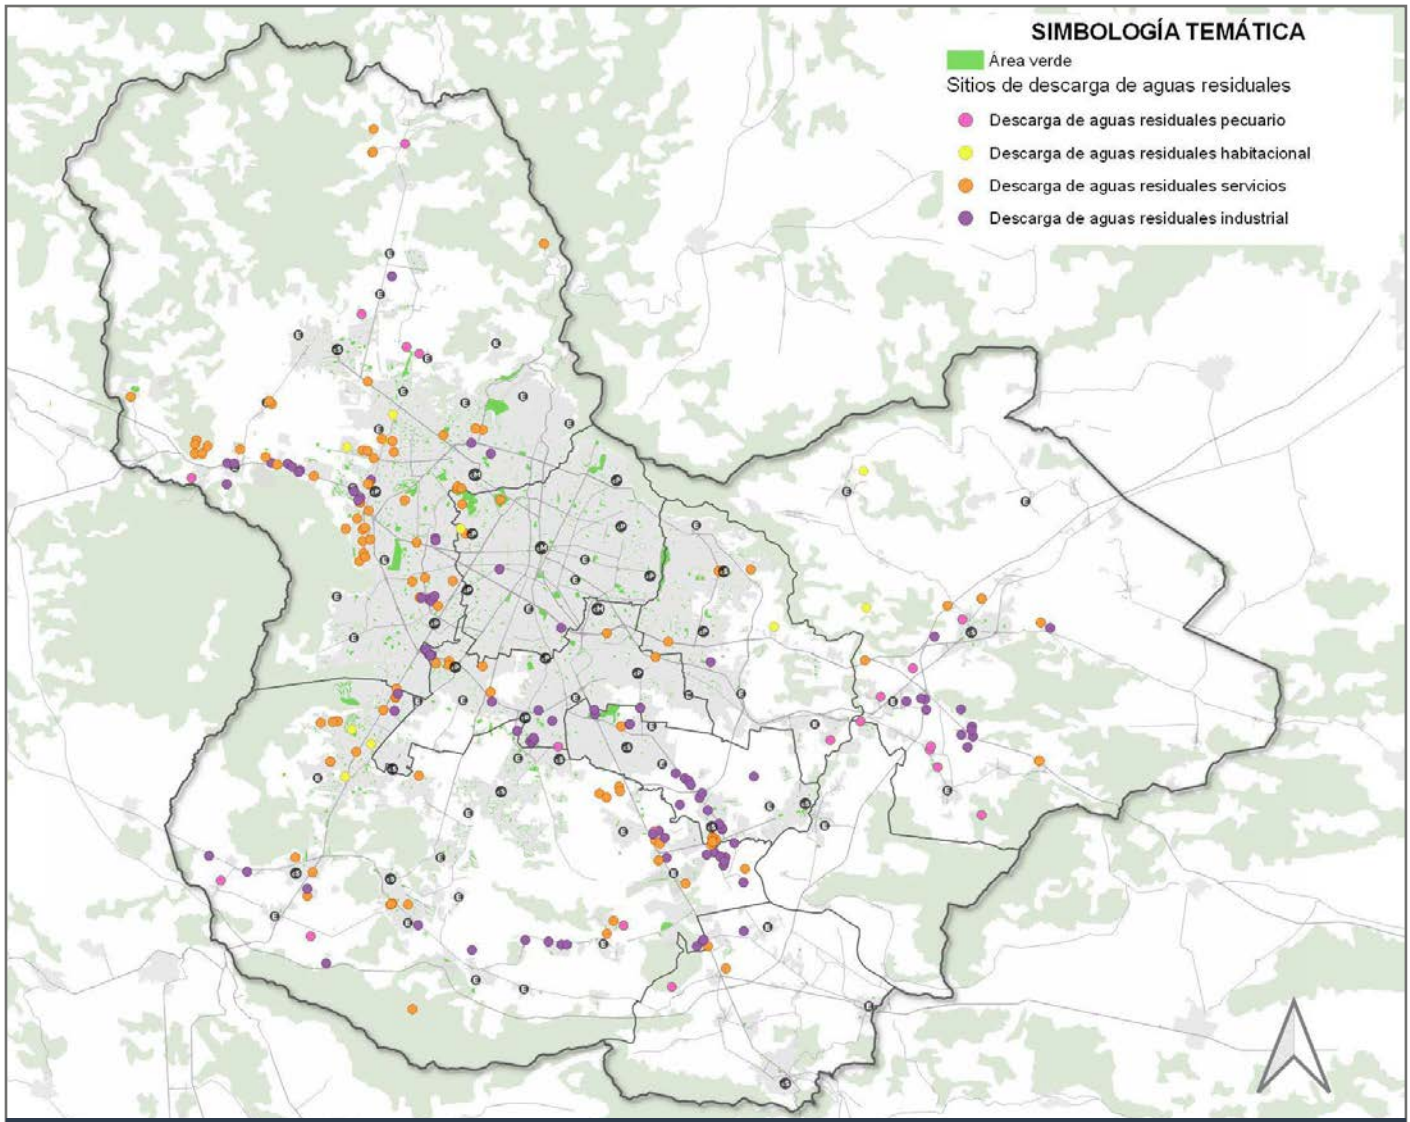 SIMBOLOGÍA TEMÁTICA
Área verde
Sitios de descarga de aguas residuales
Descarga de aguas residuales pecuario
Descarga de aguas residuales habitacional
Descarga de aguas residuales servicios
Descarga de aguas residuales industrial